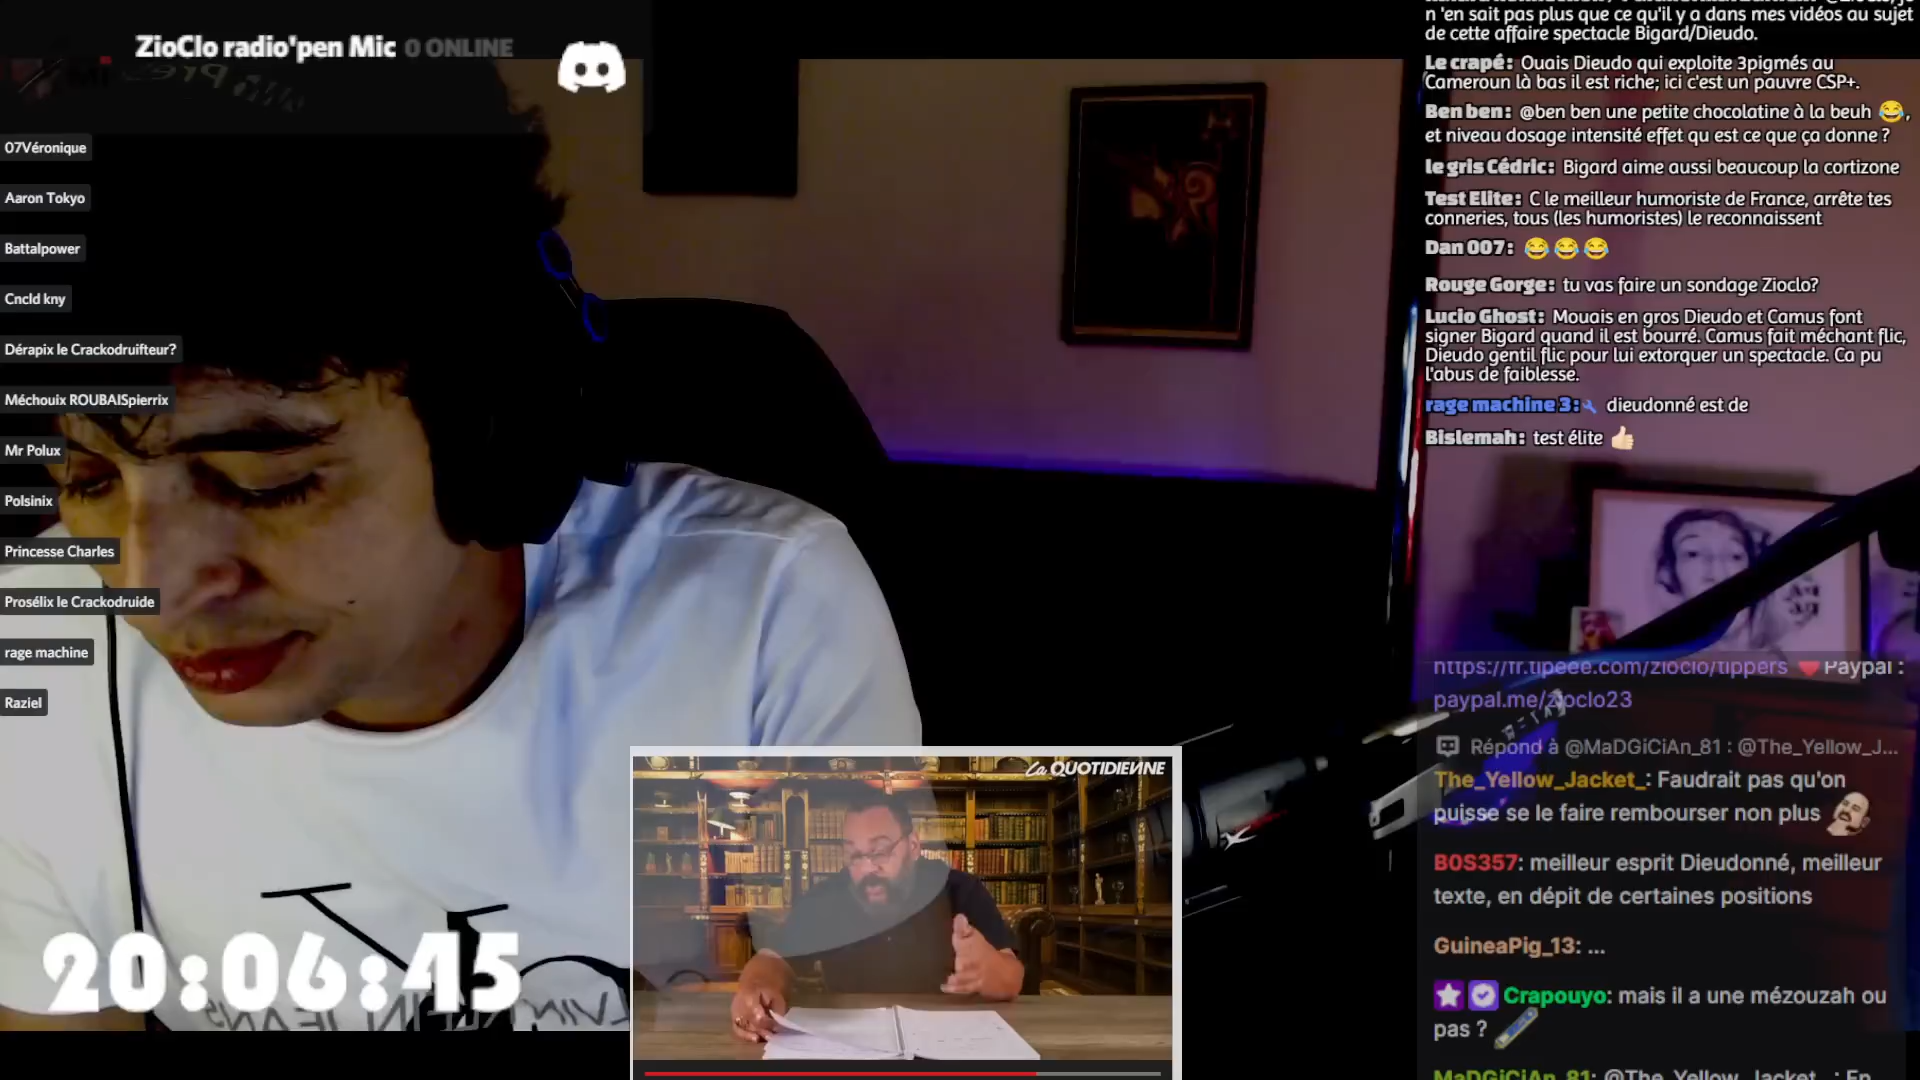 ZioClo radio'pen Mic 0 ONLINE
07Véronique
Aaron Tokyo
Battalpower
Cncld kny
Dérapix le Crackodruifteur?
Méchouix ROUBAISpierrix
Mr Polux
Polsinix
Princesse Charles
Prosélix le Crackodruide
rage machine
Raziel
20:06:45
La QUOTIDIENNE
n 'en sait pas plus que ce qu'il y a dans mes vidéos au sujet
de cette affaire spectacle Bigard/Dieudo.
Le crapé: Ouais Dieudo qui exploite 3pigmés au
Cameroun là bas il est riche; ici c'est un pauvre CSP+.
Ben ben: @ben ben une petite chocolatine à la beuh 😂,
et niveau dosage intensité effet qu est ce que ça donne ?
le gris Cédric: Bigard aime aussi beaucoup la cortizone
Test Elite: C le meilleur humoriste de France, arrête tes
conneries, tous (les humoristes) le reconnaissent
Dan 007: 😂 😂 😂
Rouge Gorge: tu vas faire un sondage Zioclo?
Lucio Ghost: Mouais en gros Dieudo et Camus font
signer Bigard quand il est bourré. Camus fait méchant flic,
Dieudo gentil flic pour lui extorquer un spectacle. Ca pu
l'abus de faiblesse.
rage machine 3: dieudonné est de
Bislemah: test élite 👍🏻
https://fr.tipeee.com/zioclo/tippers ❤ Paypal :
paypal.me/zioclo23
Répond à @MaDGiCiAn_81 : @The_Yellow_J...
The_Yellow_Jacket_: Faudrait pas qu'on
puisse se le faire rembourser non plus
B0S357: meilleur esprit Dieudonné, meilleur
texte, en dépit de certaines positions
GuineaPig_13: ...
Crapouyo: mais il a une mézouzah ou
pas ?
MaDGiCiAn_81: @The_Yellow_Jacket_ : En